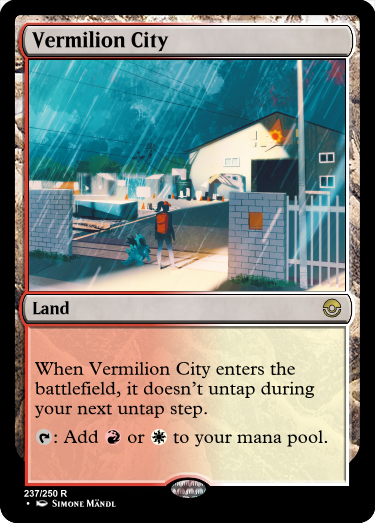 Vermilion City
Land
When Vermilion City enters the
battlefield, it doesn't untap during
your next untap step.
: Add or to your mana pool.
237/250 R
• SIMONE MÄNDL